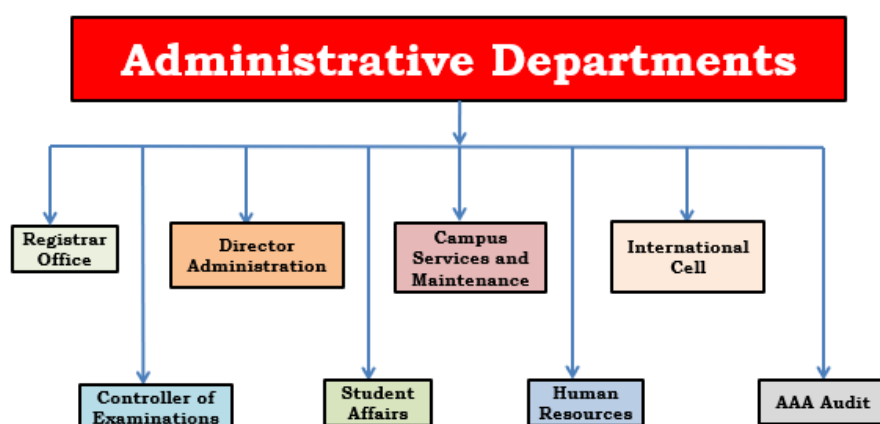 Administrative Departments
Registrar
Office
Director
Administration
Campus
Services and
Maintenance
International
Cell
Controller of
Examinations
Student
Affairs
Human
Resources
AAA Audit